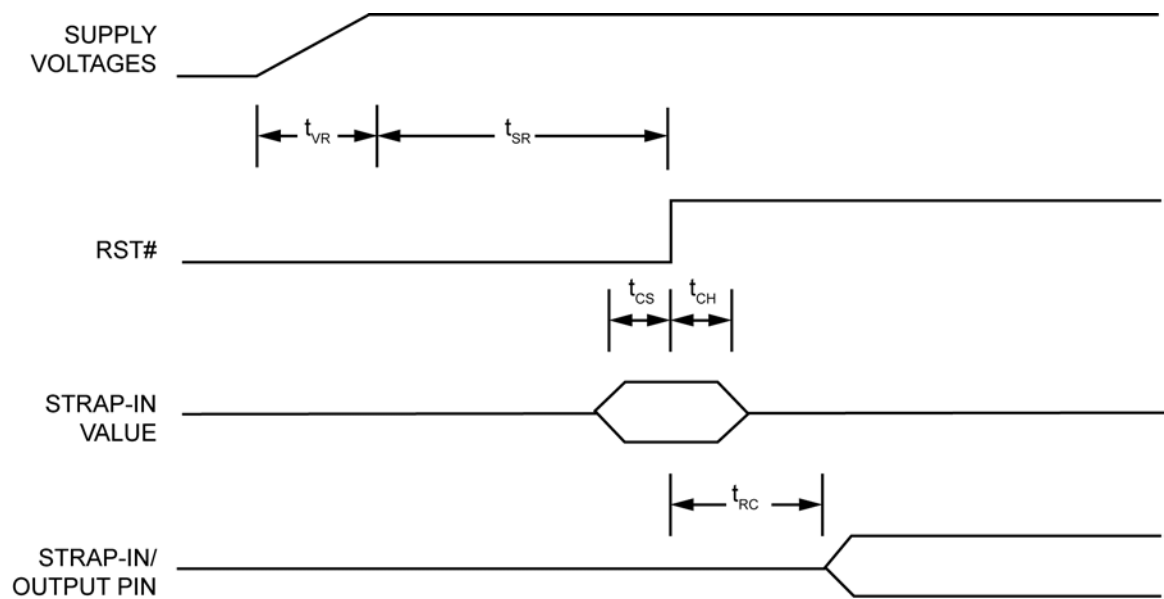 SUPPLY
VOLTAGES
tVR
tSR
RST#
tCS
tCH
STRAP-IN
VALUE
tRC
STRAP-IN/
OUTPUT PIN